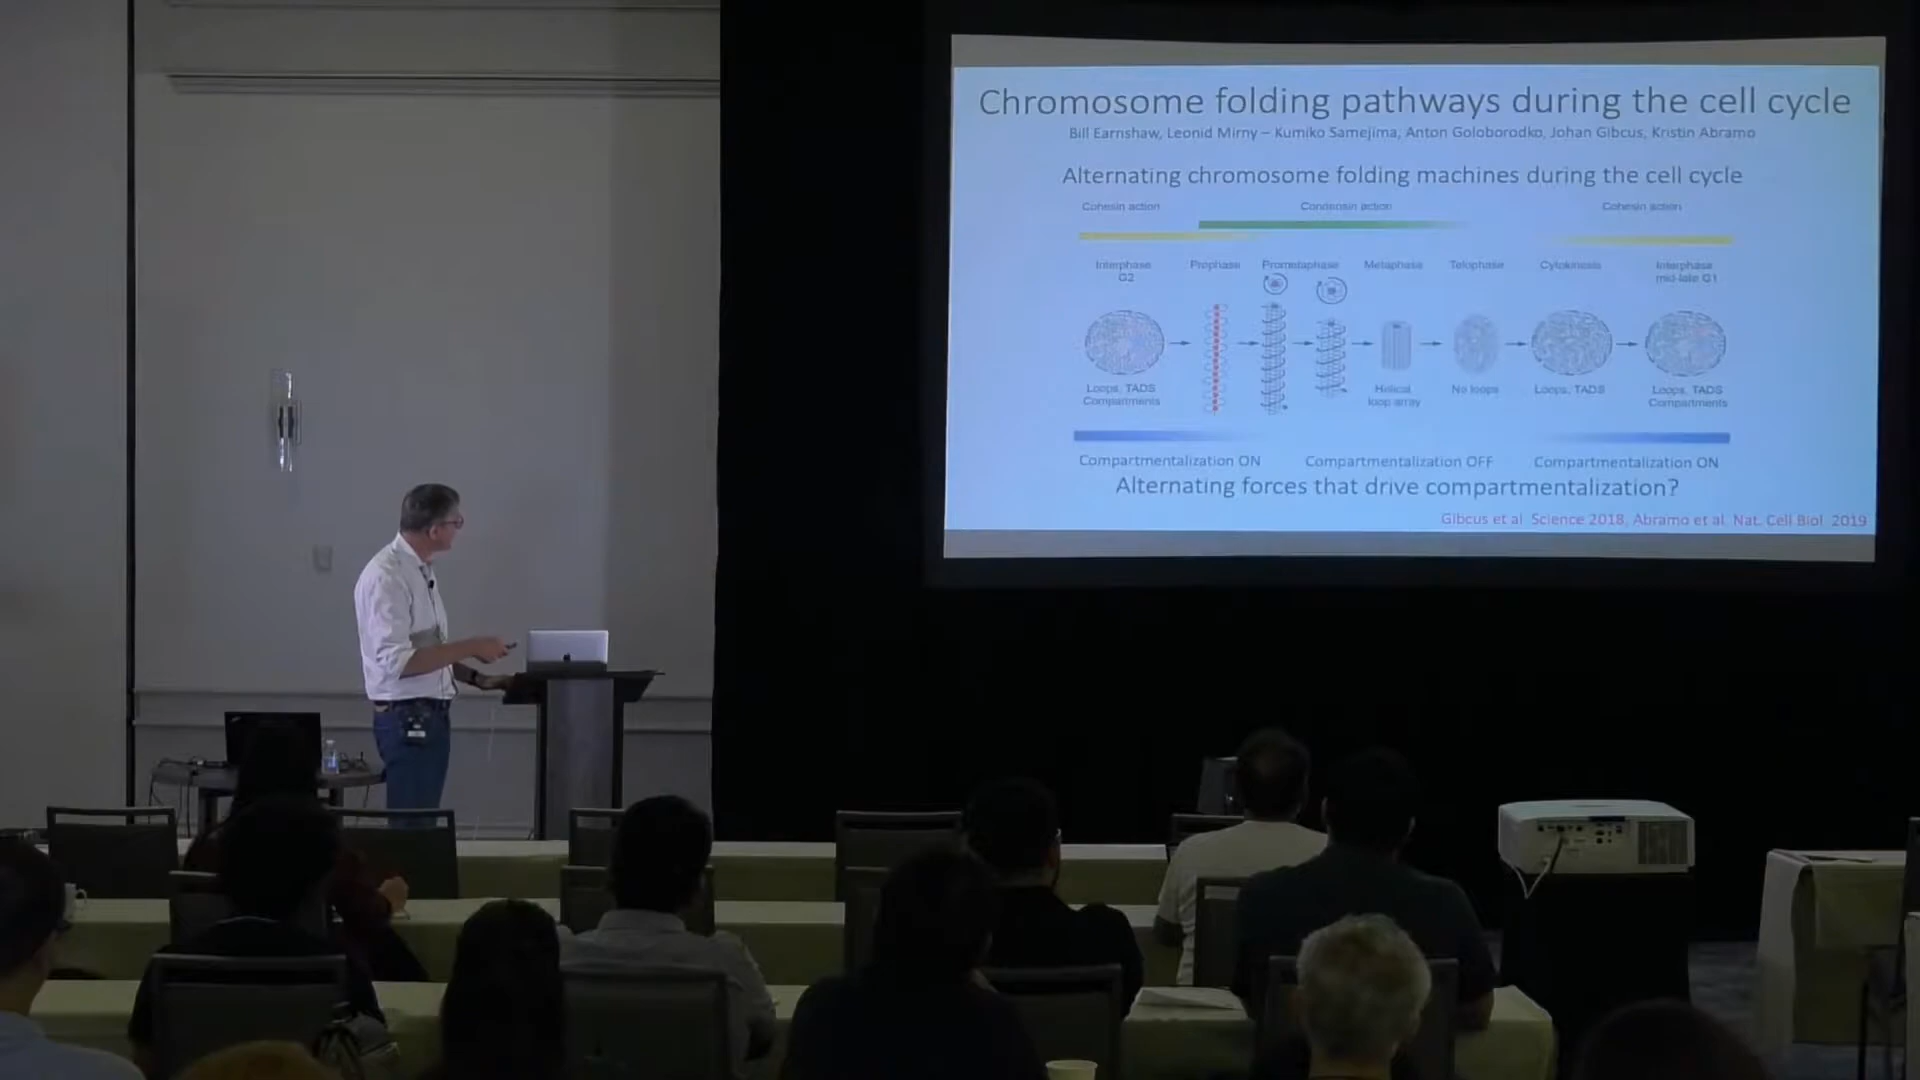 Chromosome folding pathways during the cell cycle
Bill Earnshaw, Leonid Mirny – Kumiko Samejima, Anton Goloborodko, Johan Gibcus, Kristin Abramo
Alternating chromosome folding machines during the cell cycle
Cohesin action Condensin action Cohesin action
Interphase G2 Prophase Prometaphase Metaphase Telophase Cytokinesis Interphase mid-late G1
Loops, TADS Compartments Helical loop array No loops Loops, TADS Loops, TADS Compartments
Compartmentalization ON Compartmentalization OFF Compartmentalization ON
Alternating forces that drive compartmentalization?
Gibcus et al Science 2018, Abramo et al Nat. Cell Biol 2019